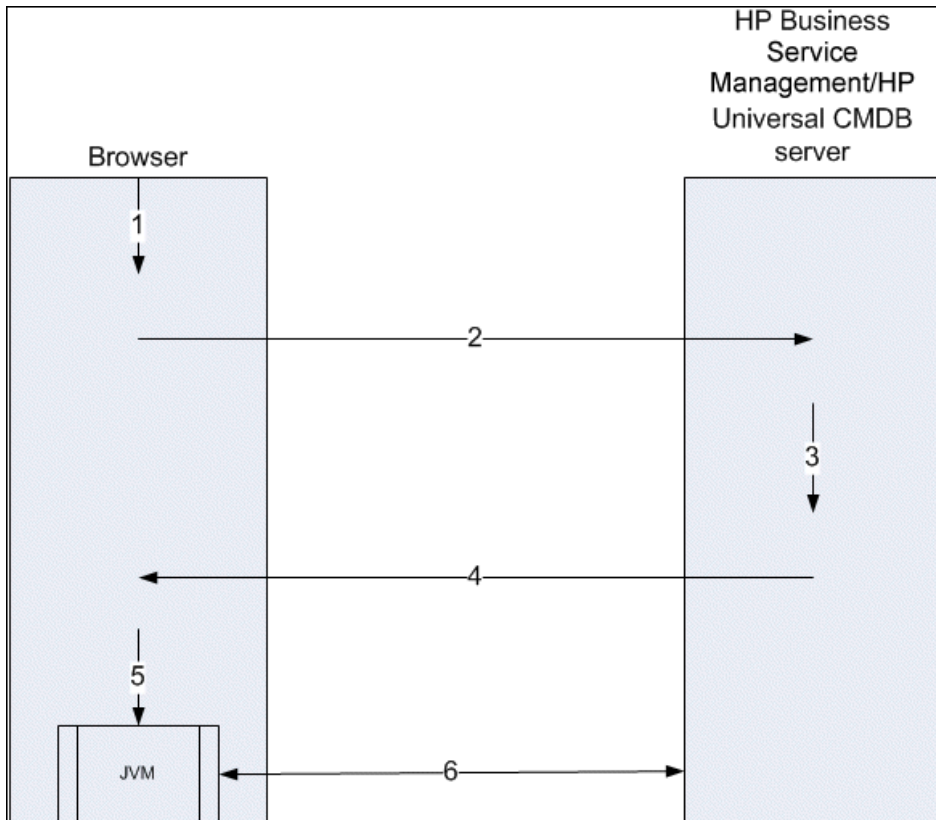 HP Business
Service
Management/HP
Universal CMDB
server
Browser
1
2
3
4
5
JVM
6